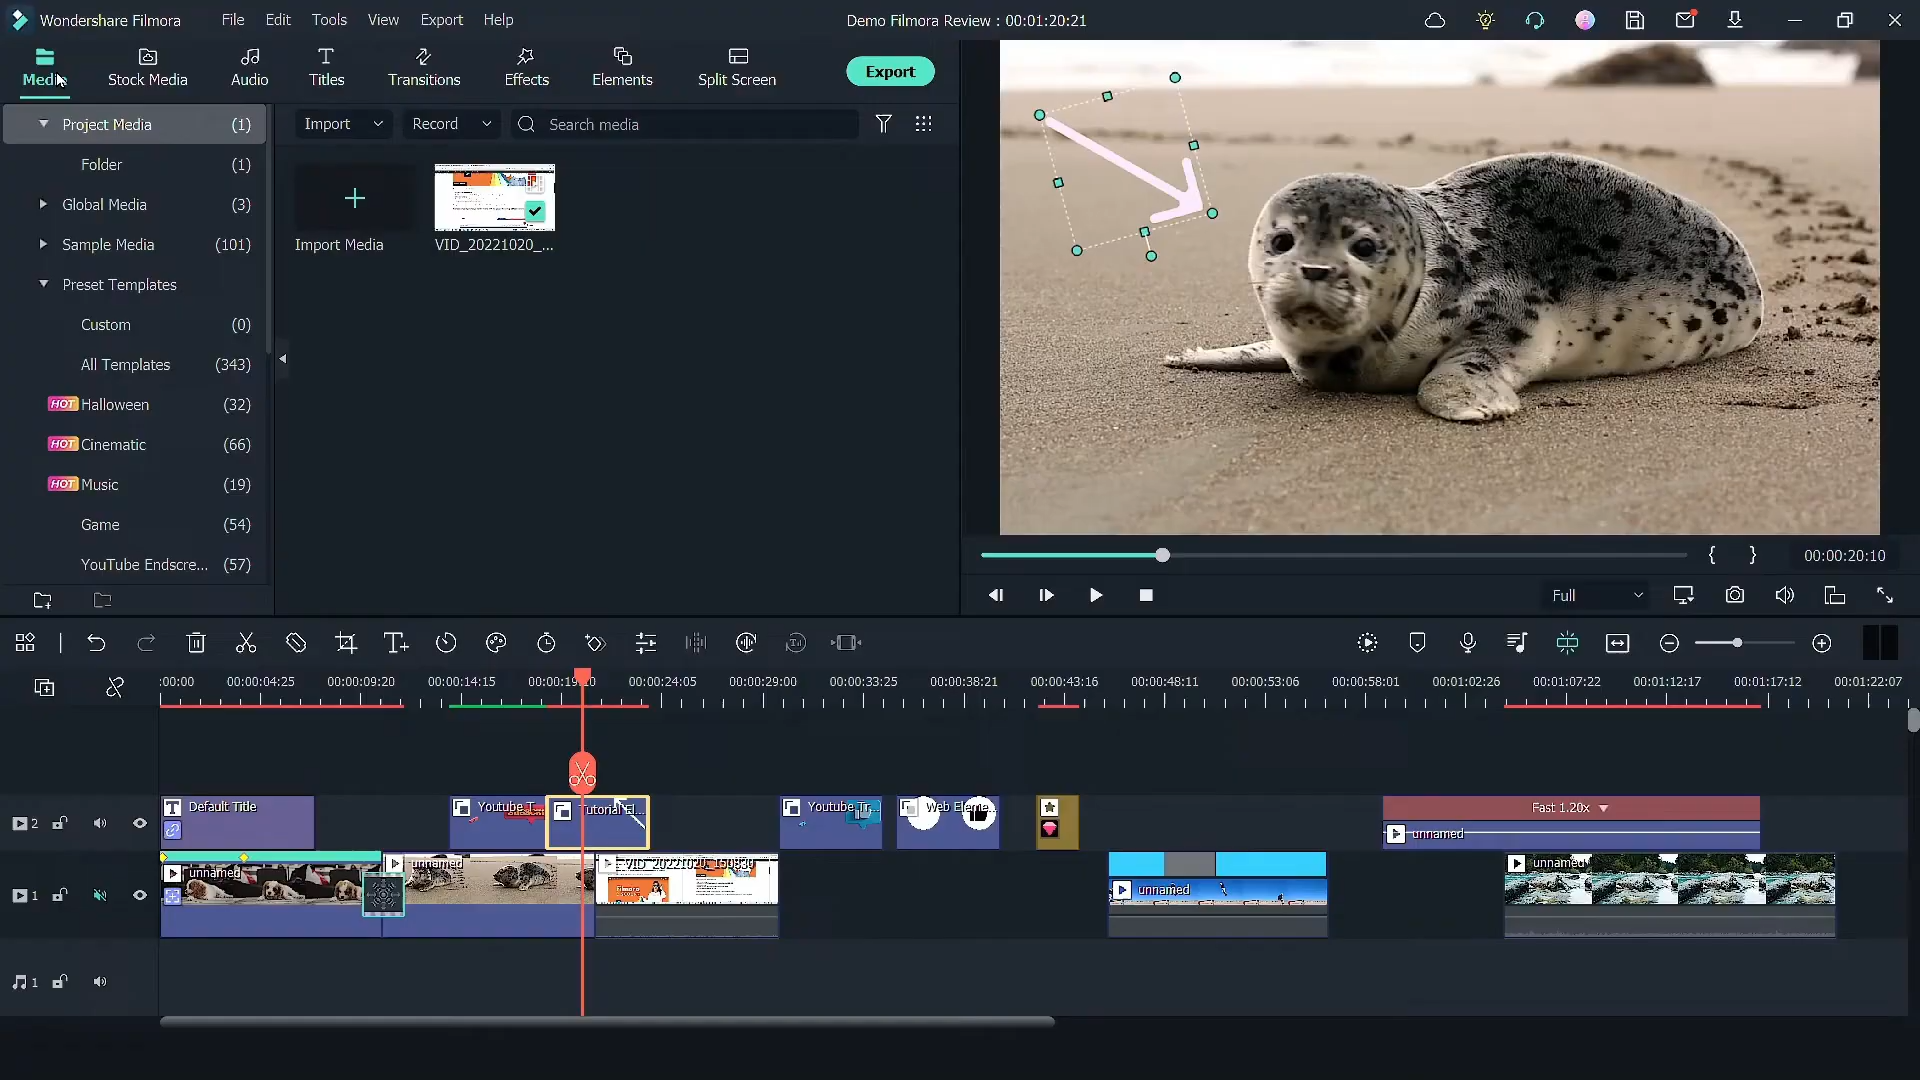 Wondershare Filmora File Edit Tools View Export Help Demo Filmora Review : 00:01:20:21
Media Stock Media Audio Titles Transitions Effects Elements Split Screen Export
Project Media (1)
Folder (1)
Global Media (3)
Sample Media (101)
Preset Templates
Custom (0)
All Templates (343)
HOT Halloween (32)
HOT Cinematic (66)
HOT Music (19)
Game (54)
YouTube Endscre... (57)
Import Record Search media
Import Media VID_20221020_...
{ } 00:00:20:10
Full
:00:00 00:00:04:25 00:00:09:20 00:00:14:15 00:00:19:10 00:00:24:05 00:00:29:00 00:00:33:25 00:00:38:21 00:00:43:16 00:00:48:11 00:00:53:06 00:00:58:01 00:01:02:26 00:01:07:22 00:01:12:17 00:01:17:12 00:01:22:07
2 Default Title Youtube T... Tutorial El... Youtube Tr... Web Eleme... Fast 1.20x
unnamed
1 unnamed unnamed VID_20221020_150939 unnamed unnamed
1